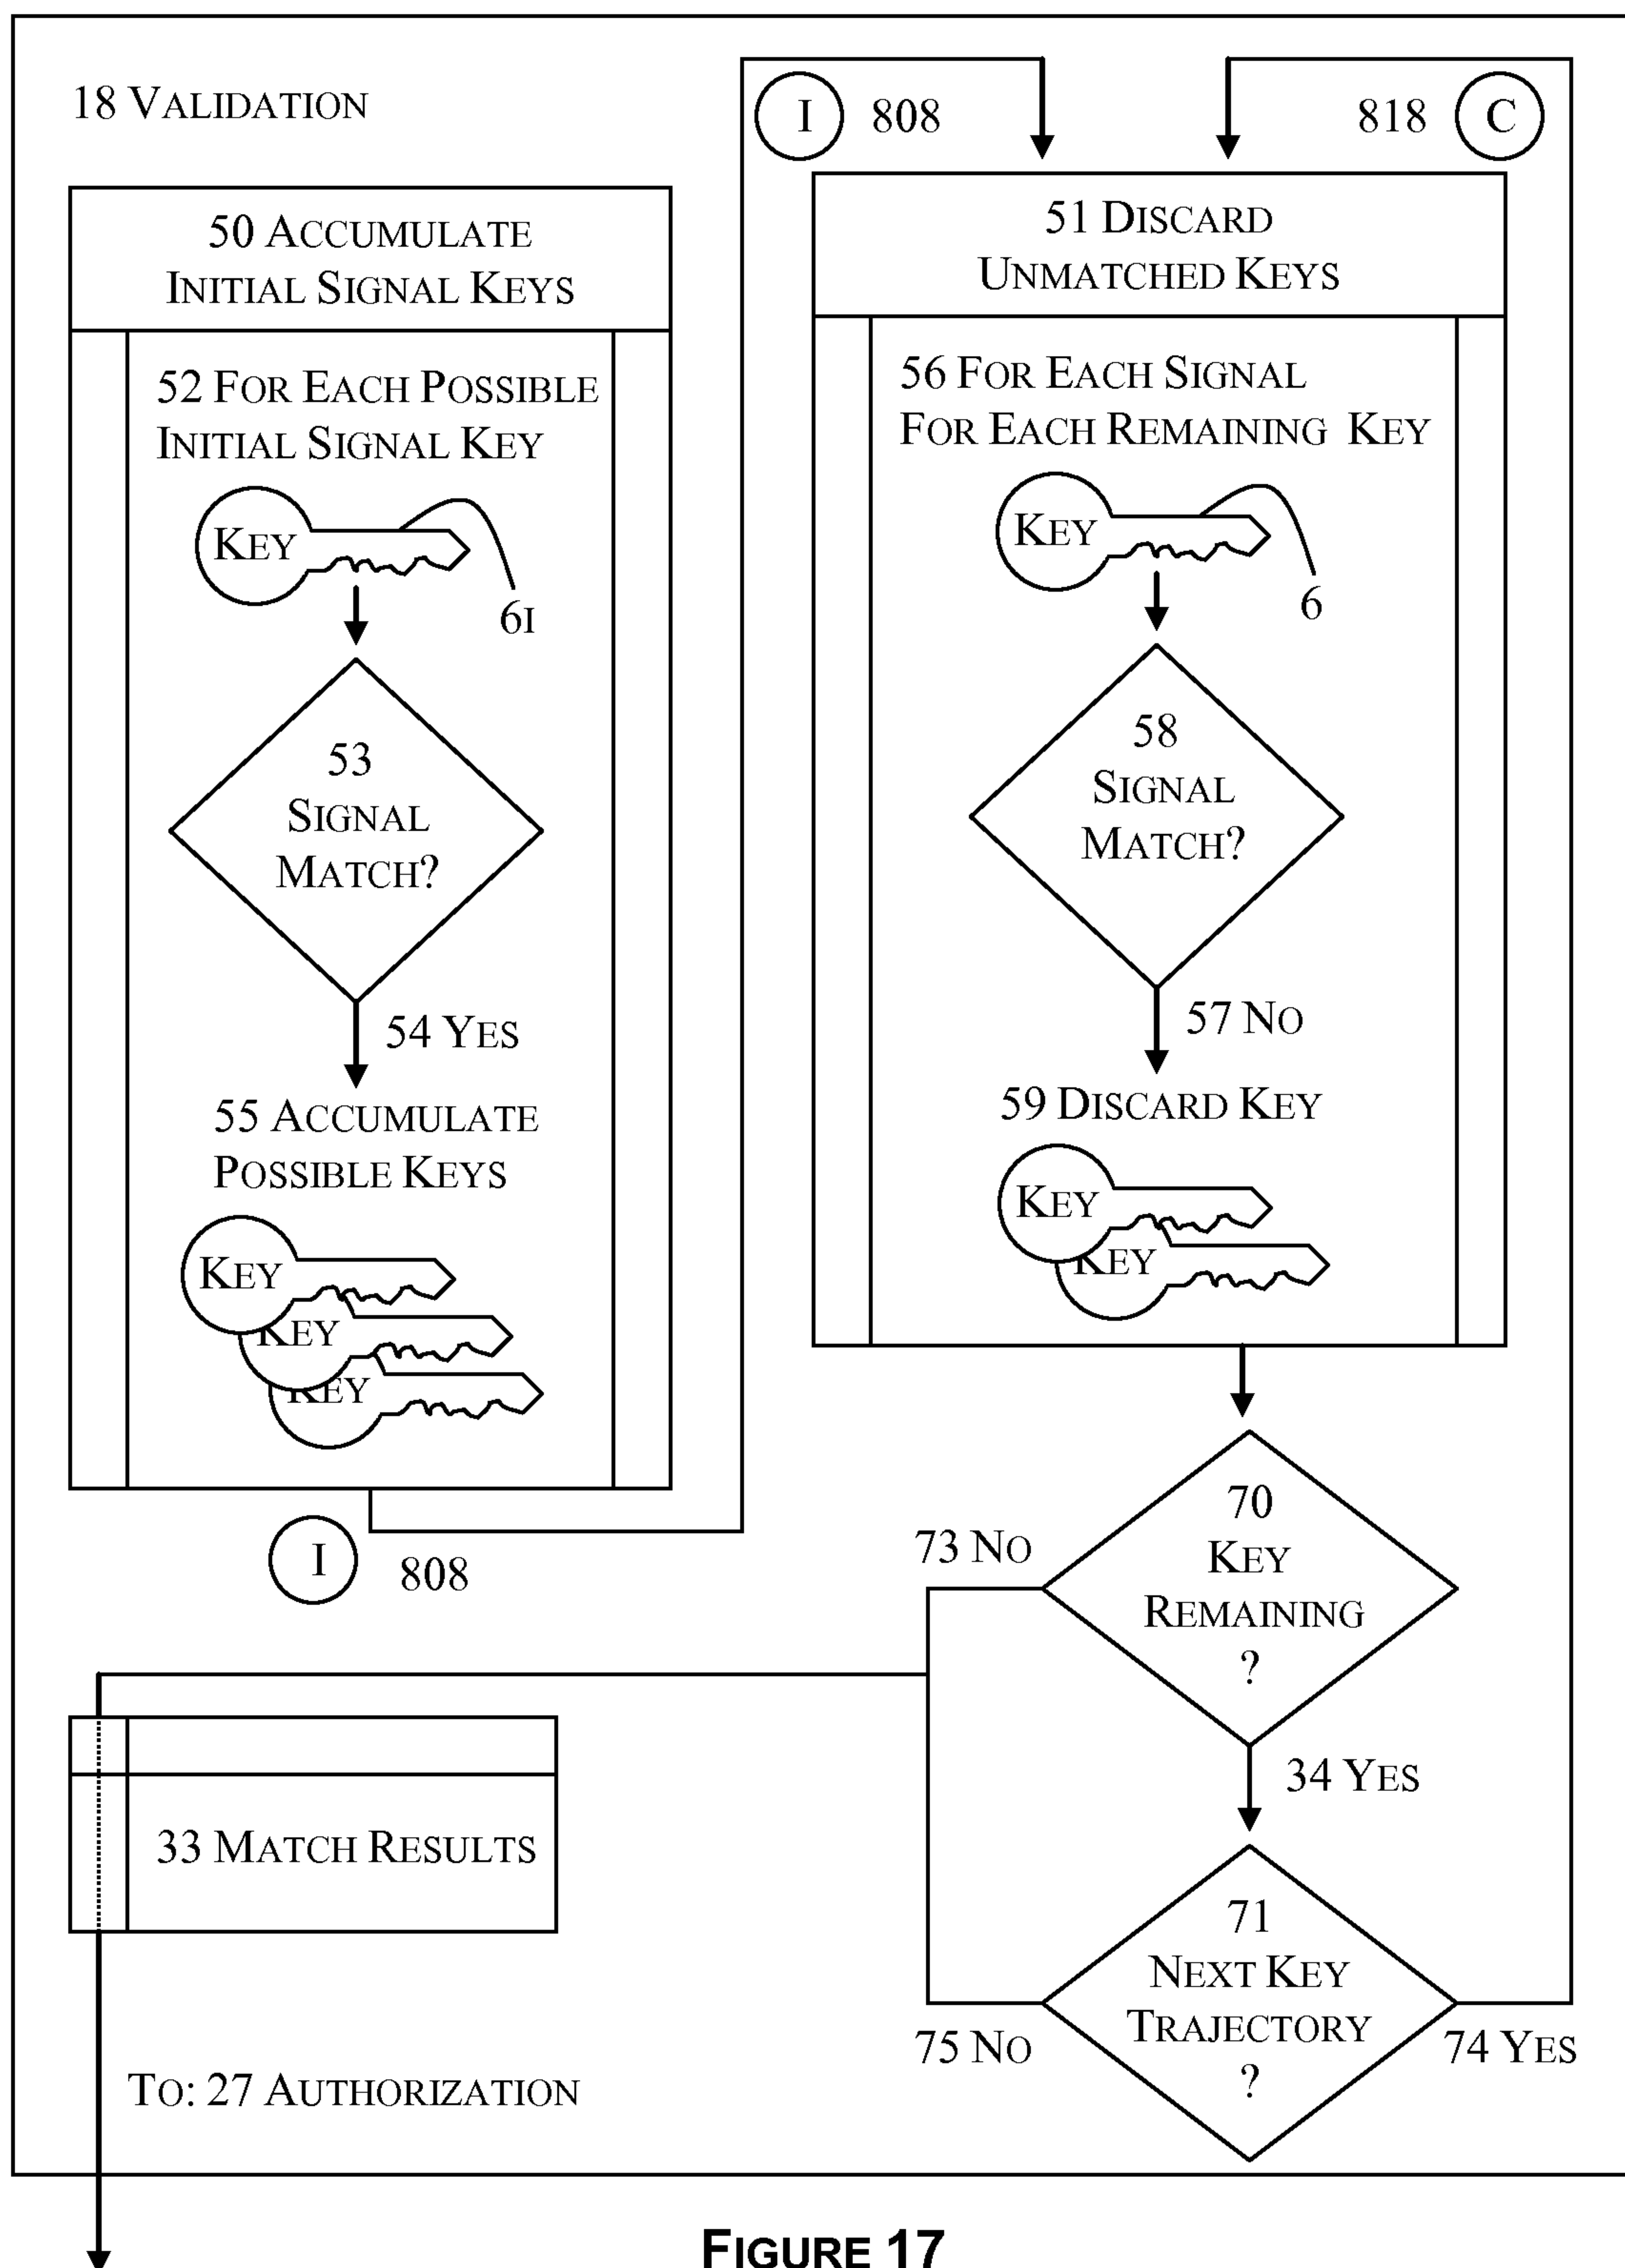 18 VALIDATION
50 ACCUMULATE
INITIAL SIGNAL KEYS
52 FOR EACH POSSIBLE
INITIAL SIGNAL KEY
KEY
6I
53
SIGNAL
MATCH?
54 YES
55 ACCUMULATE
POSSIBLE KEYS
KEY
KEY
KEY
I 808
I 808
818 C
51 DISCARD
UNMATCHED KEYS
56 FOR EACH SIGNAL
FOR EACH REMAINING KEY
KEY
6
58
SIGNAL
MATCH?
57 NO
59 DISCARD KEY
KEY
KEY
70
KEY
REMAINING
?
73 NO
34 YES
71
NEXT KEY
TRAJECTORY
?
75 NO
74 YES
33 MATCH RESULTS
TO: 27 AUTHORIZATION
FIGURE 17